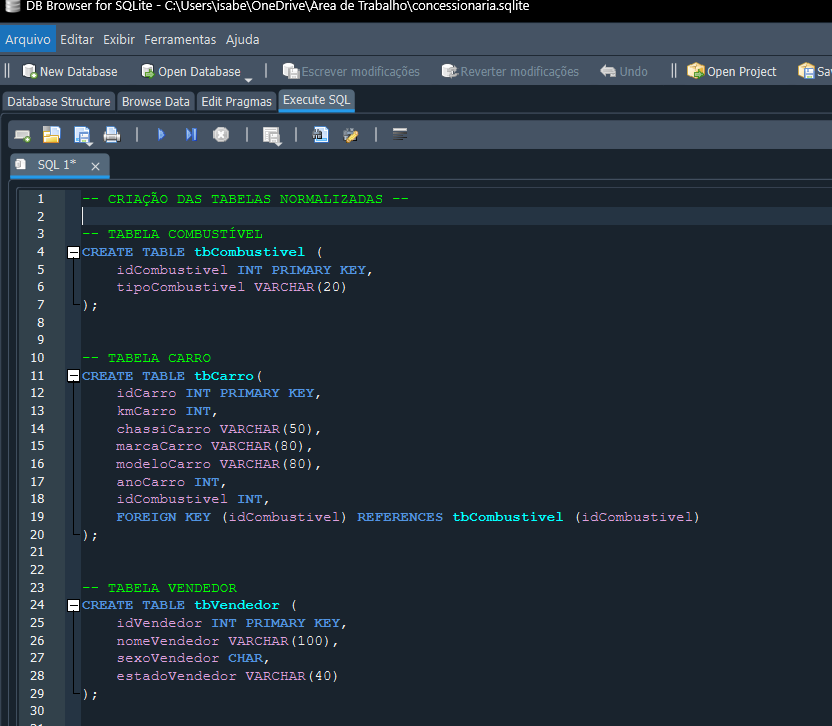 DB Browser for SQLite - C:\Users\isabe\OneDrive\Área de Trabalho\concessionaria.sqlite
Arquivo Editar Exibir Ferramentas Ajuda
New Database Open Database Escrever modificações Reverter modificações Undo Open Project
Database Structure Browse Data Edit Pragmas Execute SQL
SQL 1*
1 -- CRIAÇÃO DAS TABELAS NORMALIZADAS --
2
3 -- TABELA COMBUSTÍVEL
4 CREATE TABLE tbCombustivel (
5 idCombustivel INT PRIMARY KEY,
6 tipoCombustivel VARCHAR(20)
7 );
8
9
10 -- TABELA CARRO
11 CREATE TABLE tbCarro(
12 idCarro INT PRIMARY KEY,
13 kmCarro INT,
14 chassiCarro VARCHAR(50),
15 marcaCarro VARCHAR(80),
16 modeloCarro VARCHAR(80),
17 anoCarro INT,
18 idCombustivel INT,
19 FOREIGN KEY (idCombustivel) REFERENCES tbCombustivel (idCombustivel)
20 );
21
22
23 -- TABELA VENDEDOR
24 CREATE TABLE tbVendedor (
25 idVendedor INT PRIMARY KEY,
26 nomeVendedor VARCHAR(100),
27 sexoVendedor CHAR,
28 estadoVendedor VARCHAR(40)
29 );
30